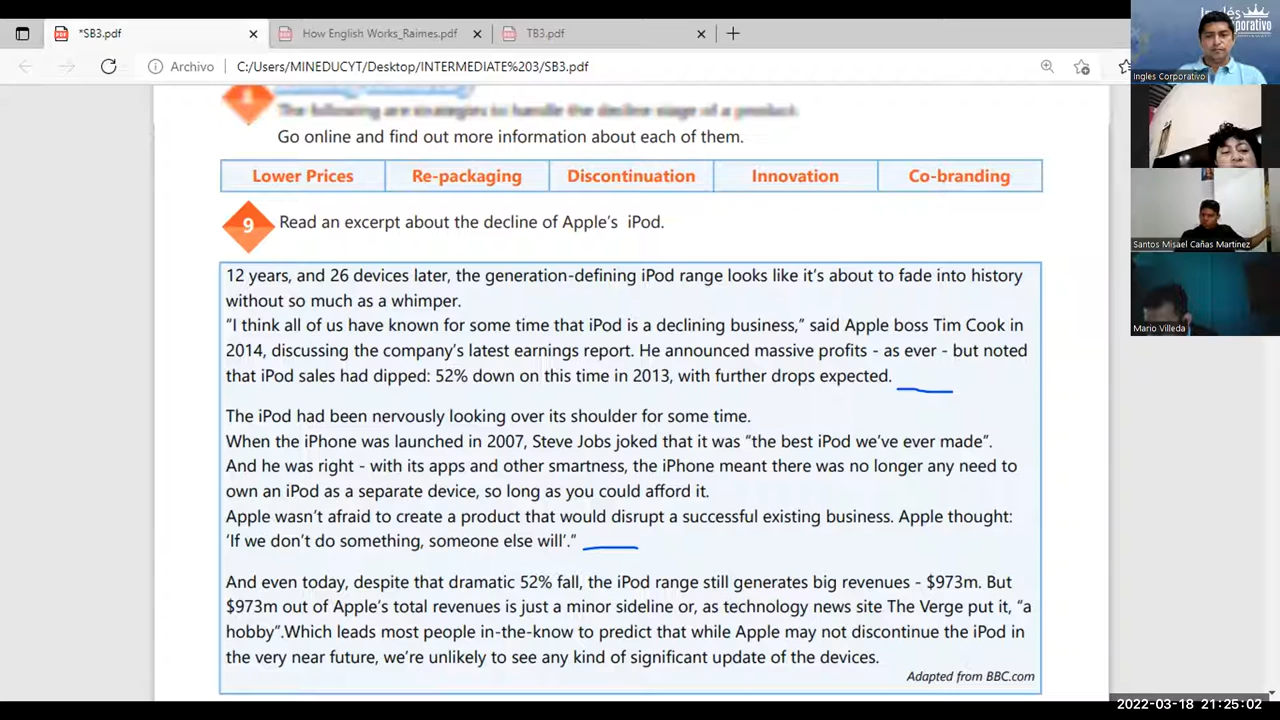 *SB3.pdf
How English Works_Raimes.pdf
TB3.pdf
Archivo
C:/Users/MINEDUCYT/Desktop/INTERMEDIATE%203/SB3.pdf
Inglés
Ingles Corporativo
Santos Misael Cañas Martinez
Mario Villeda
The following are strategies to handle the decline stage of a product.
Go online and find out more information about each of them.
Lower Prices Re-packaging Discontinuation Innovation Co-branding
9 Read an excerpt about the decline of Apple's iPod.
12 years, and 26 devices later, the generation-defining iPod range looks like it's about to fade into history
without so much as a whimper.
"I think all of us have known for some time that iPod is a declining business," said Apple boss Tim Cook in
2014, discussing the company's latest earnings report. He announced massive profits - as ever - but noted
that iPod sales had dipped: 52% down on this time in 2013, with further drops expected.
The iPod had been nervously looking over its shoulder for some time.
When the iPhone was launched in 2007, Steve Jobs joked that it was "the best iPod we've ever made".
And he was right - with its apps and other smartness, the iPhone meant there was no longer any need to
own an iPod as a separate device, so long as you could afford it.
Apple wasn't afraid to create a product that would disrupt a successful existing business. Apple thought:
'If we don't do something, someone else will'."
And even today, despite that dramatic 52% fall, the iPod range still generates big revenues - $973m. But
$973m out of Apple's total revenues is just a minor sideline or, as technology news site The Verge put it, "a
hobby".Which leads most people in-the-know to predict that while Apple may not discontinue the iPod in
the very near future, we're unlikely to see any kind of significant update of the devices.
Adapted from BBC.com
2022-03-18 21:25:02